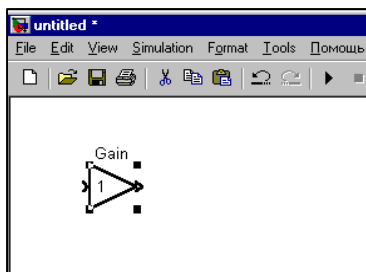 untitled *
File Edit View Simulation Format Tools Помощь
Gain
1